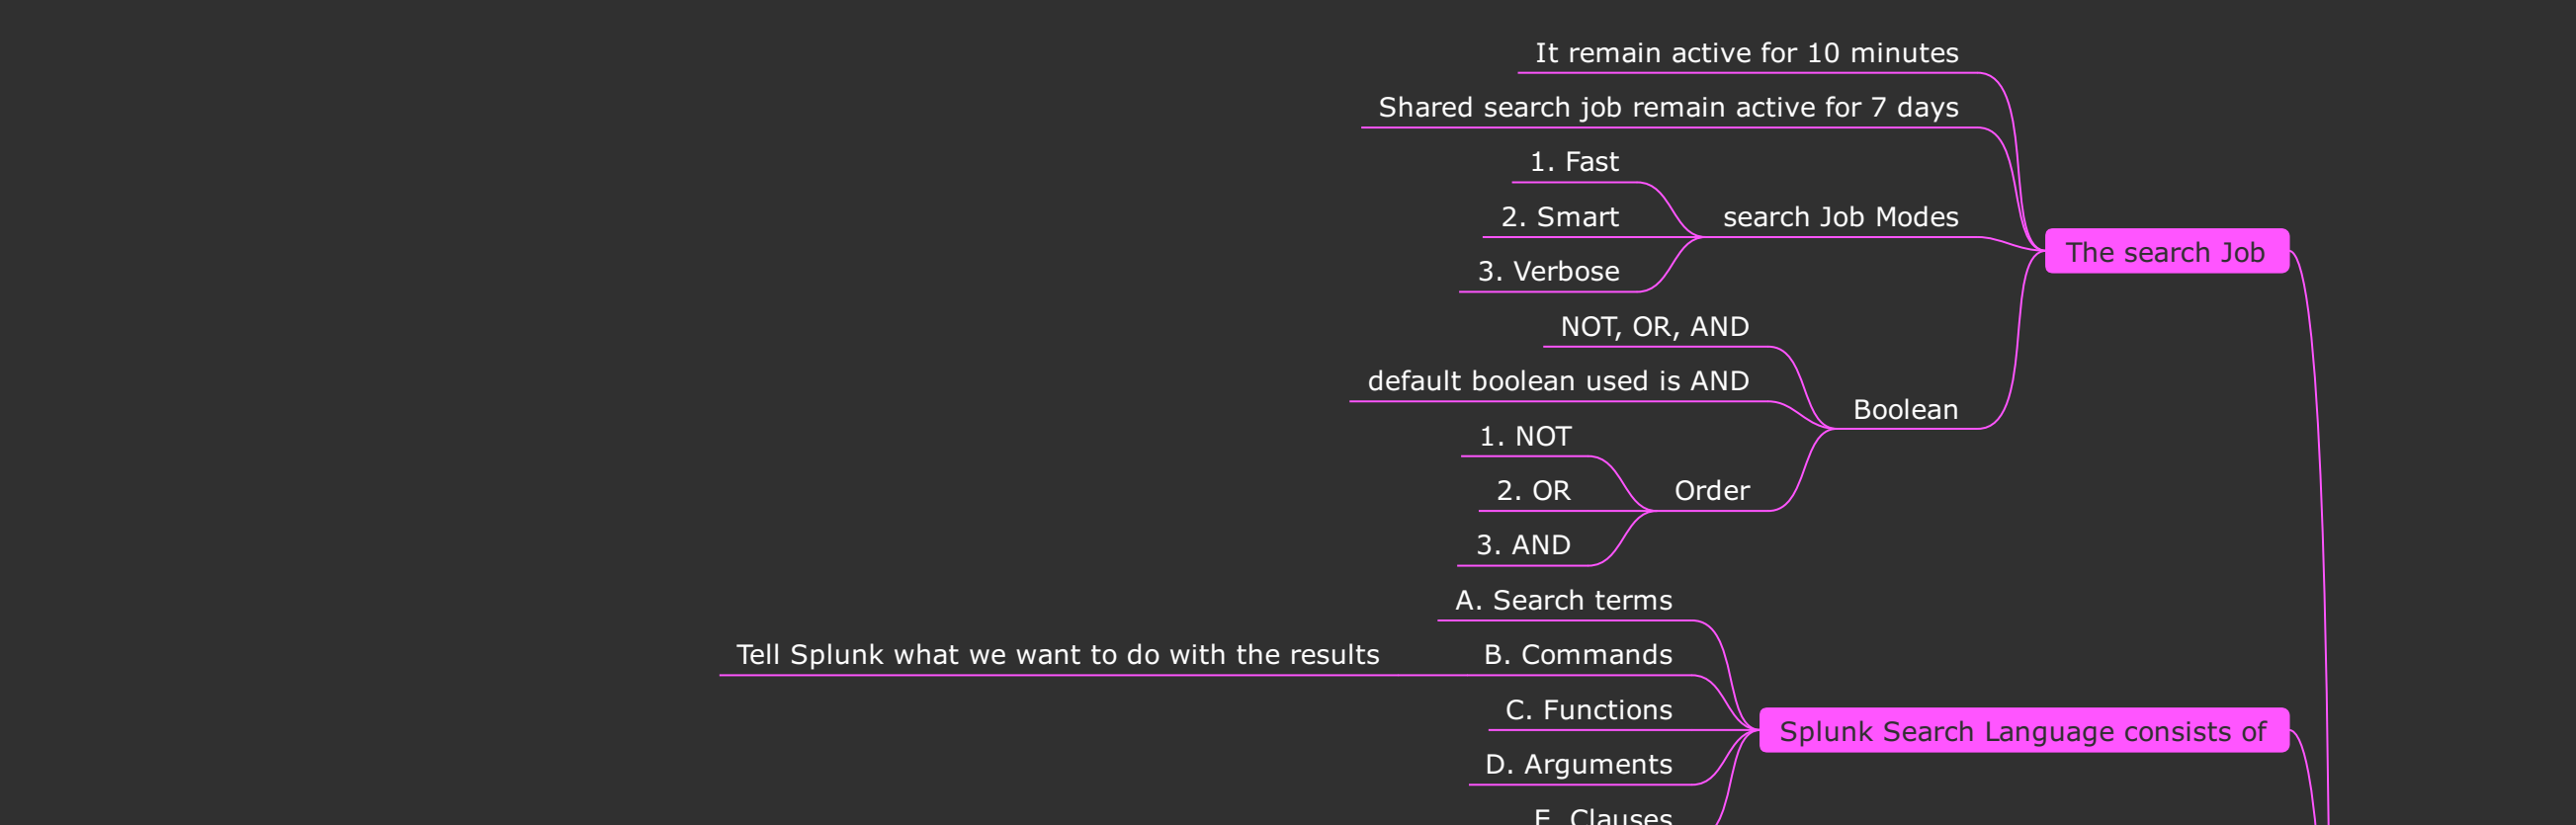 It remain active for 10 minutes
Shared search job remain active for 7 days
1. Fast
2. Smart
search Job Modes
3. Verbose
The search Job
NOT, OR, AND
default boolean used is AND
Boolean
1. NOT
2. OR
Order
3. AND
A. Search terms
Tell Splunk what we want to do with the results
B. Commands
C. Functions
Splunk Search Language consists of
D. Arguments
E. Clauses